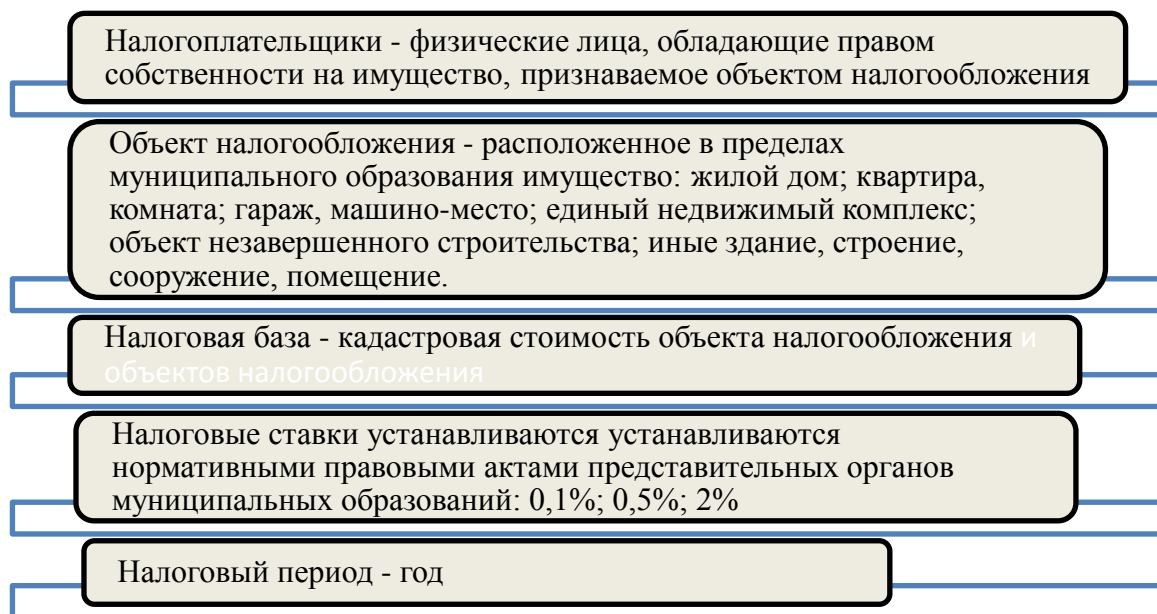 Налогоплательщики - физические лица, обладающие правом
собственности на имущество, признаваемое объектом налогообложения
Объект налогообложения - расположенное в пределах
муниципального образования имущество: жилой дом; квартира,
комната; гараж, машино-место; единый недвижимый комплекс;
объект незавершенного строительства; иные здание, строение,
сооружение, помещение.
Налоговая база - кадастровая стоимость объекта налогообложения и
объектов налогообложения
Налоговые ставки устанавливаются устанавливаются
нормативными правовыми актами представительных органов
муниципальных образований: 0,1%; 0,5%; 2%
Налоговый период - год